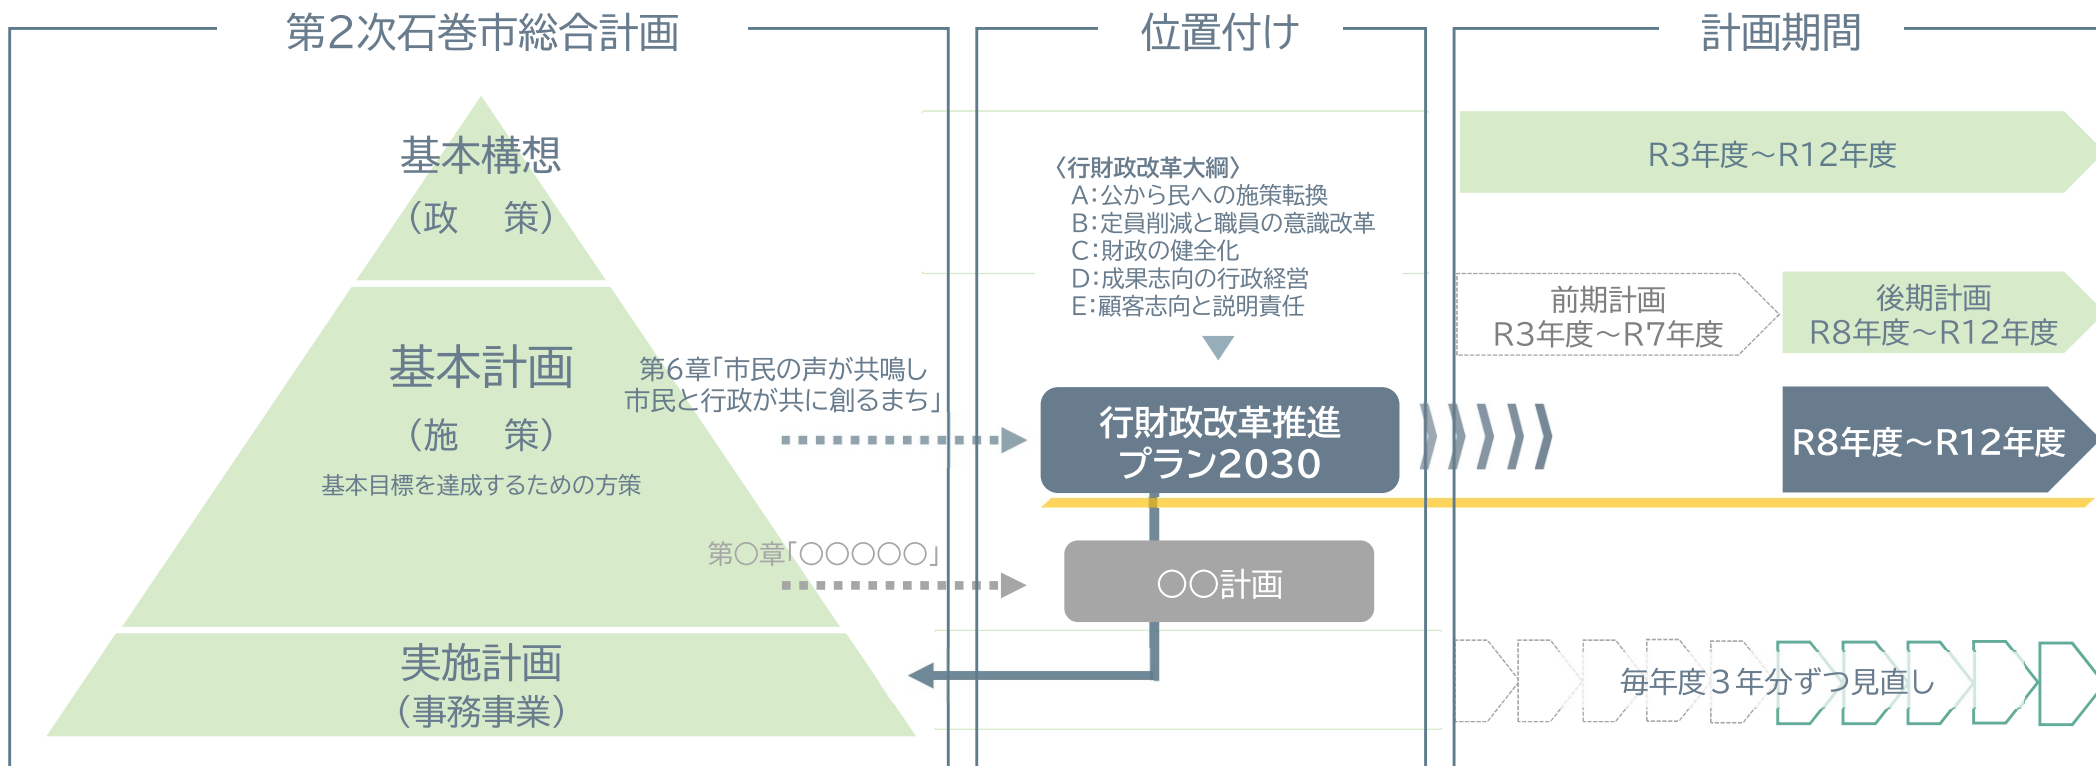 第2次石巻市総合計画
位置付け
計画期間
基本構想
（政　策）
〈行財政改革大綱〉
A：公から民への施策転換
B：定員削減と職員の意識改革
C：財政の健全化
D：成果志向の行政経営
E：顧客志向と説明責任
R3年度～R12年度
前期計画
R3年度～R7年度
後期計画
R8年度～R12年度
基本計画
（施　策）
基本目標を達成するための方策
第6章「市民の声が共鳴し
市民と行政が共に創るまち」
行財政改革推進
プラン2030
R8年度～R12年度
第〇章「〇〇〇〇〇」
〇〇計画
実施計画
（事務事業）
毎年度３年分ずつ見直し